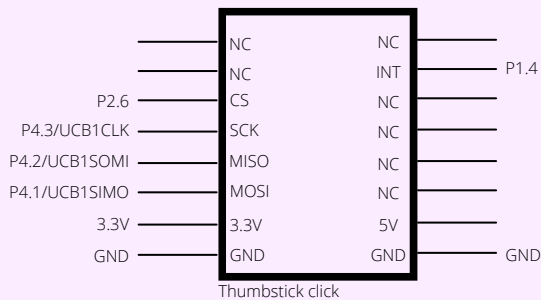 NC NC
NC INT P1.4
P2.6 CS NC
P4.3/UCB1CLK SCK NC
P4.2/UCB1SOMI MISO NC
P4.1/UCB1SIMO MOSI NC
3.3V 3.3V 5V
GND GND GND GND
Thumbstick click